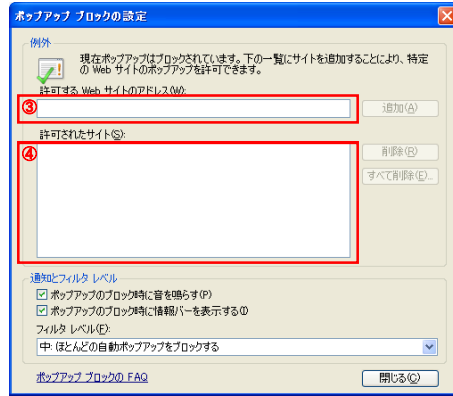 ポップアップ ブロックの設定
例外
現在ポップアップはブロックされています。下の一覧にサイトを追加することにより、特定
の Web サイトのポップアップを許可できます。
許可する Web サイトのアドレス(W):
③
追加(A)
許可されたサイト(S):
④
削除(R)
すべて削除(E)...
通知とフィルタ レベル
ポップアップのブロック時に音を鳴らす(P)
ポップアップのブロック時に情報バーを表示する(I)
フィルタ レベル(F):
中: ほとんどの自動ポップアップをブロックする
ポップアップ ブロックの FAQ
閉じる(C)